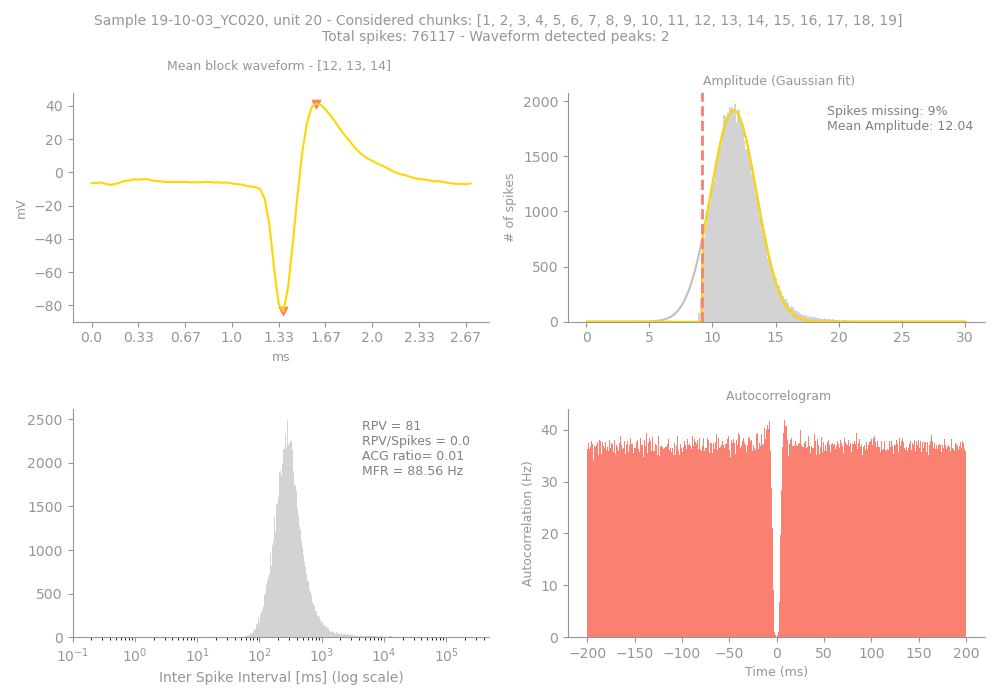 Sample 19-10-03_YC020, unit 20 - Considered chunks: [1, 2, 3, 4, 5, 6, 7, 8, 9, 10, 11, 12, 13, 14, 15, 16, 17, 18, 19]
Total spikes: 76117 - Waveform detected peaks: 2
Mean block waveform - [12, 13, 14]
40
20
0
−20
−40
−60
−80
mV
0.0 0.33 0.67 1.0 1.33 1.67 2.0 2.33 2.67
ms
Amplitude (Gaussian fit)
Spikes missing: 9%
Mean Amplitude: 12.04
2000
1500
1000
500
0
# of spikes
0 5 10 15 20 25 30
2500
2000
1500
1000
500
0
RPV = 81
RPV/Spikes = 0.0
ACG ratio= 0.01
MFR = 88.56 Hz
10⁻¹ 10⁰ 10¹ 10² 10³ 10⁴ 10⁵
Inter Spike Interval [ms] (log scale)
Autocorrelogram
40
30
20
10
0
Autocorrelation (Hz)
−200 −150 −100 −50 0 50 100 150 200
Time (ms)